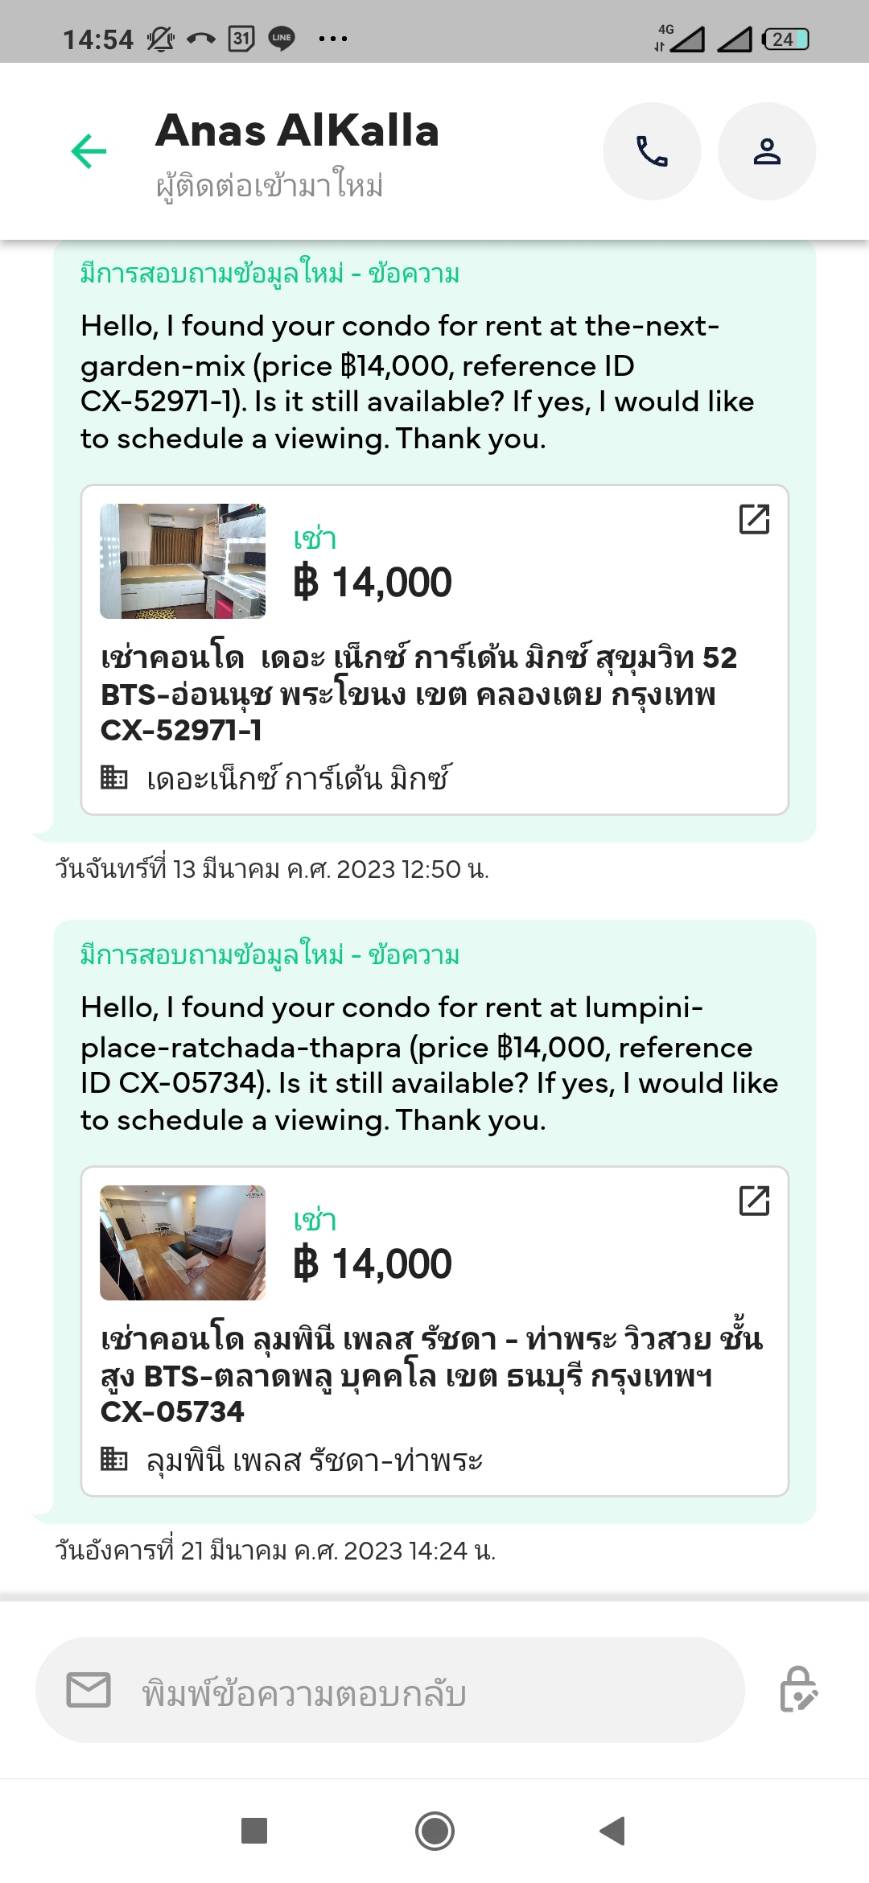 14:54
31
LINE
4G
24
Anas AlKalla
ผู้ติดต่อเข้ามาใหม่
มีการสอบถามข้อมูลใหม่ - ข้อความ
Hello, I found your condo for rent at the-next-
garden-mix (price ฿14,000, reference ID
CX-52971-1). Is it still available? If yes, I would like
to schedule a viewing. Thank you.
เช่า
฿ 14,000
เช่าคอนโด เดอะ เน็กซ์ การ์เด้น มิกซ์ สุขุมวิท 52
BTS-อ่อนนุช พระโขนง เขต คลองเตย กรุงเทพ
CX-52971-1
เดอะเน็กซ์ การ์เด้น มิกซ์
วันจันทร์ที่ 13 มีนาคม ค.ศ. 2023 12:50 น.
มีการสอบถามข้อมูลใหม่ - ข้อความ
Hello, I found your condo for rent at lumpini-
place-ratchada-thapra (price ฿14,000, reference
ID CX-05734). Is it still available? If yes, I would like
to schedule a viewing. Thank you.
เช่า
฿ 14,000
เช่าคอนโด ลุมพินี เพลส รัชดา - ท่าพระ วิวสวย ชั้น
สูง BTS-ตลาดพลู บุคคโล เขต ธนบุรี กรุงเทพฯ
CX-05734
ลุมพินี เพลส รัชดา-ท่าพระ
วันอังคารที่ 21 มีนาคม ค.ศ. 2023 14:24 น.
พิมพ์ข้อความตอบกลับ